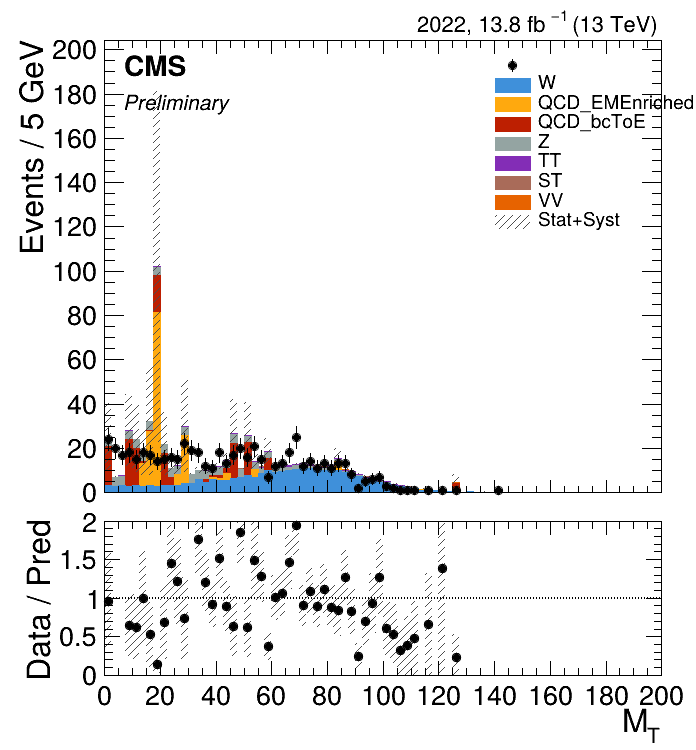 2022, 13.8 fb⁻¹ (13 TeV)
CMS
Preliminary
Events / 5 GeV
200
180
160
140
120
100
80
60
40
20
0
W
QCD_EMEnriched
QCD_bcToE
Z
TT
ST
VV
Stat+Syst
Data / Pred
2
1.5
1
0.5
0
0 20 40 60 80 100 120 140 160 180 200
M_T